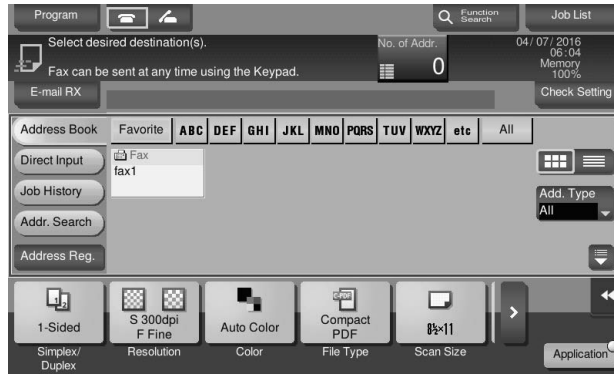 Program
Function
Search
Job List
Select desired destination(s).
Fax can be sent at any time using the Keypad.
No. of Addr.
0
04/07/2016
06:04
Memory
100%
E-mail RX
Check Setting
Address Book
Favorite ABC DEF GHI JKL MNO PQRS TUV WXYZ etc All
Direct Input
Fax
fax1
Job History
Add. Type
All
Addr. Search
Address Reg.
1-Sided
S 300dpi
F Fine
Auto Color
C-PDF
Compact
PDF
8½×11
Simplex/
Duplex
Resolution
Color
File Type
Scan Size
Application